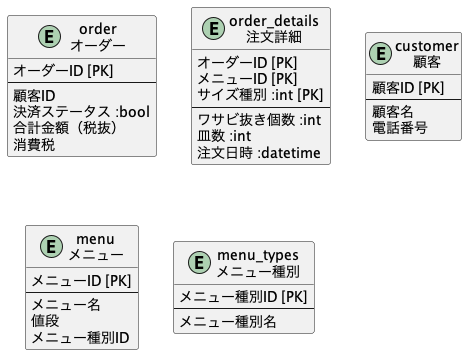 E
order
オーダー
オーダーID [PK]
顧客ID
決済ステータス :bool
合計金額（税抜）
消費税
E
order_details
注文詳細
オーダーID [PK]
メニューID [PK]
サイズ種別 :int [PK]
ワサビ抜き個数 :int
皿数 :int
注文日時 :datetime
E
customer
顧客
顧客ID [PK]
顧客名
電話番号
E
menu
メニュー
メニューID [PK]
メニュー名
値段
メニュー種別ID
E
menu_types
メニュー種別
メニュー種別ID [PK]
メニュー種別名